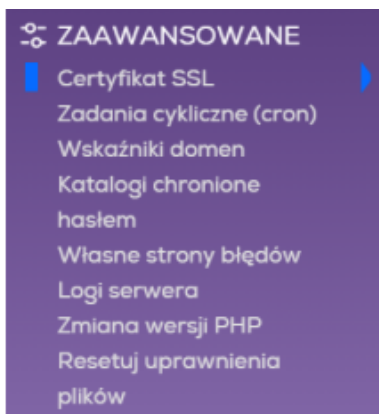 ZAAWANSOWANE
Certyfikat SSL
Zadania cykliczne (cron)
Wskaźniki domen
Katalogi chronione
hasłem
Własne strony błędów
Logi serwera
Zmiana wersji PHP
Resetuj uprawnienia
plików